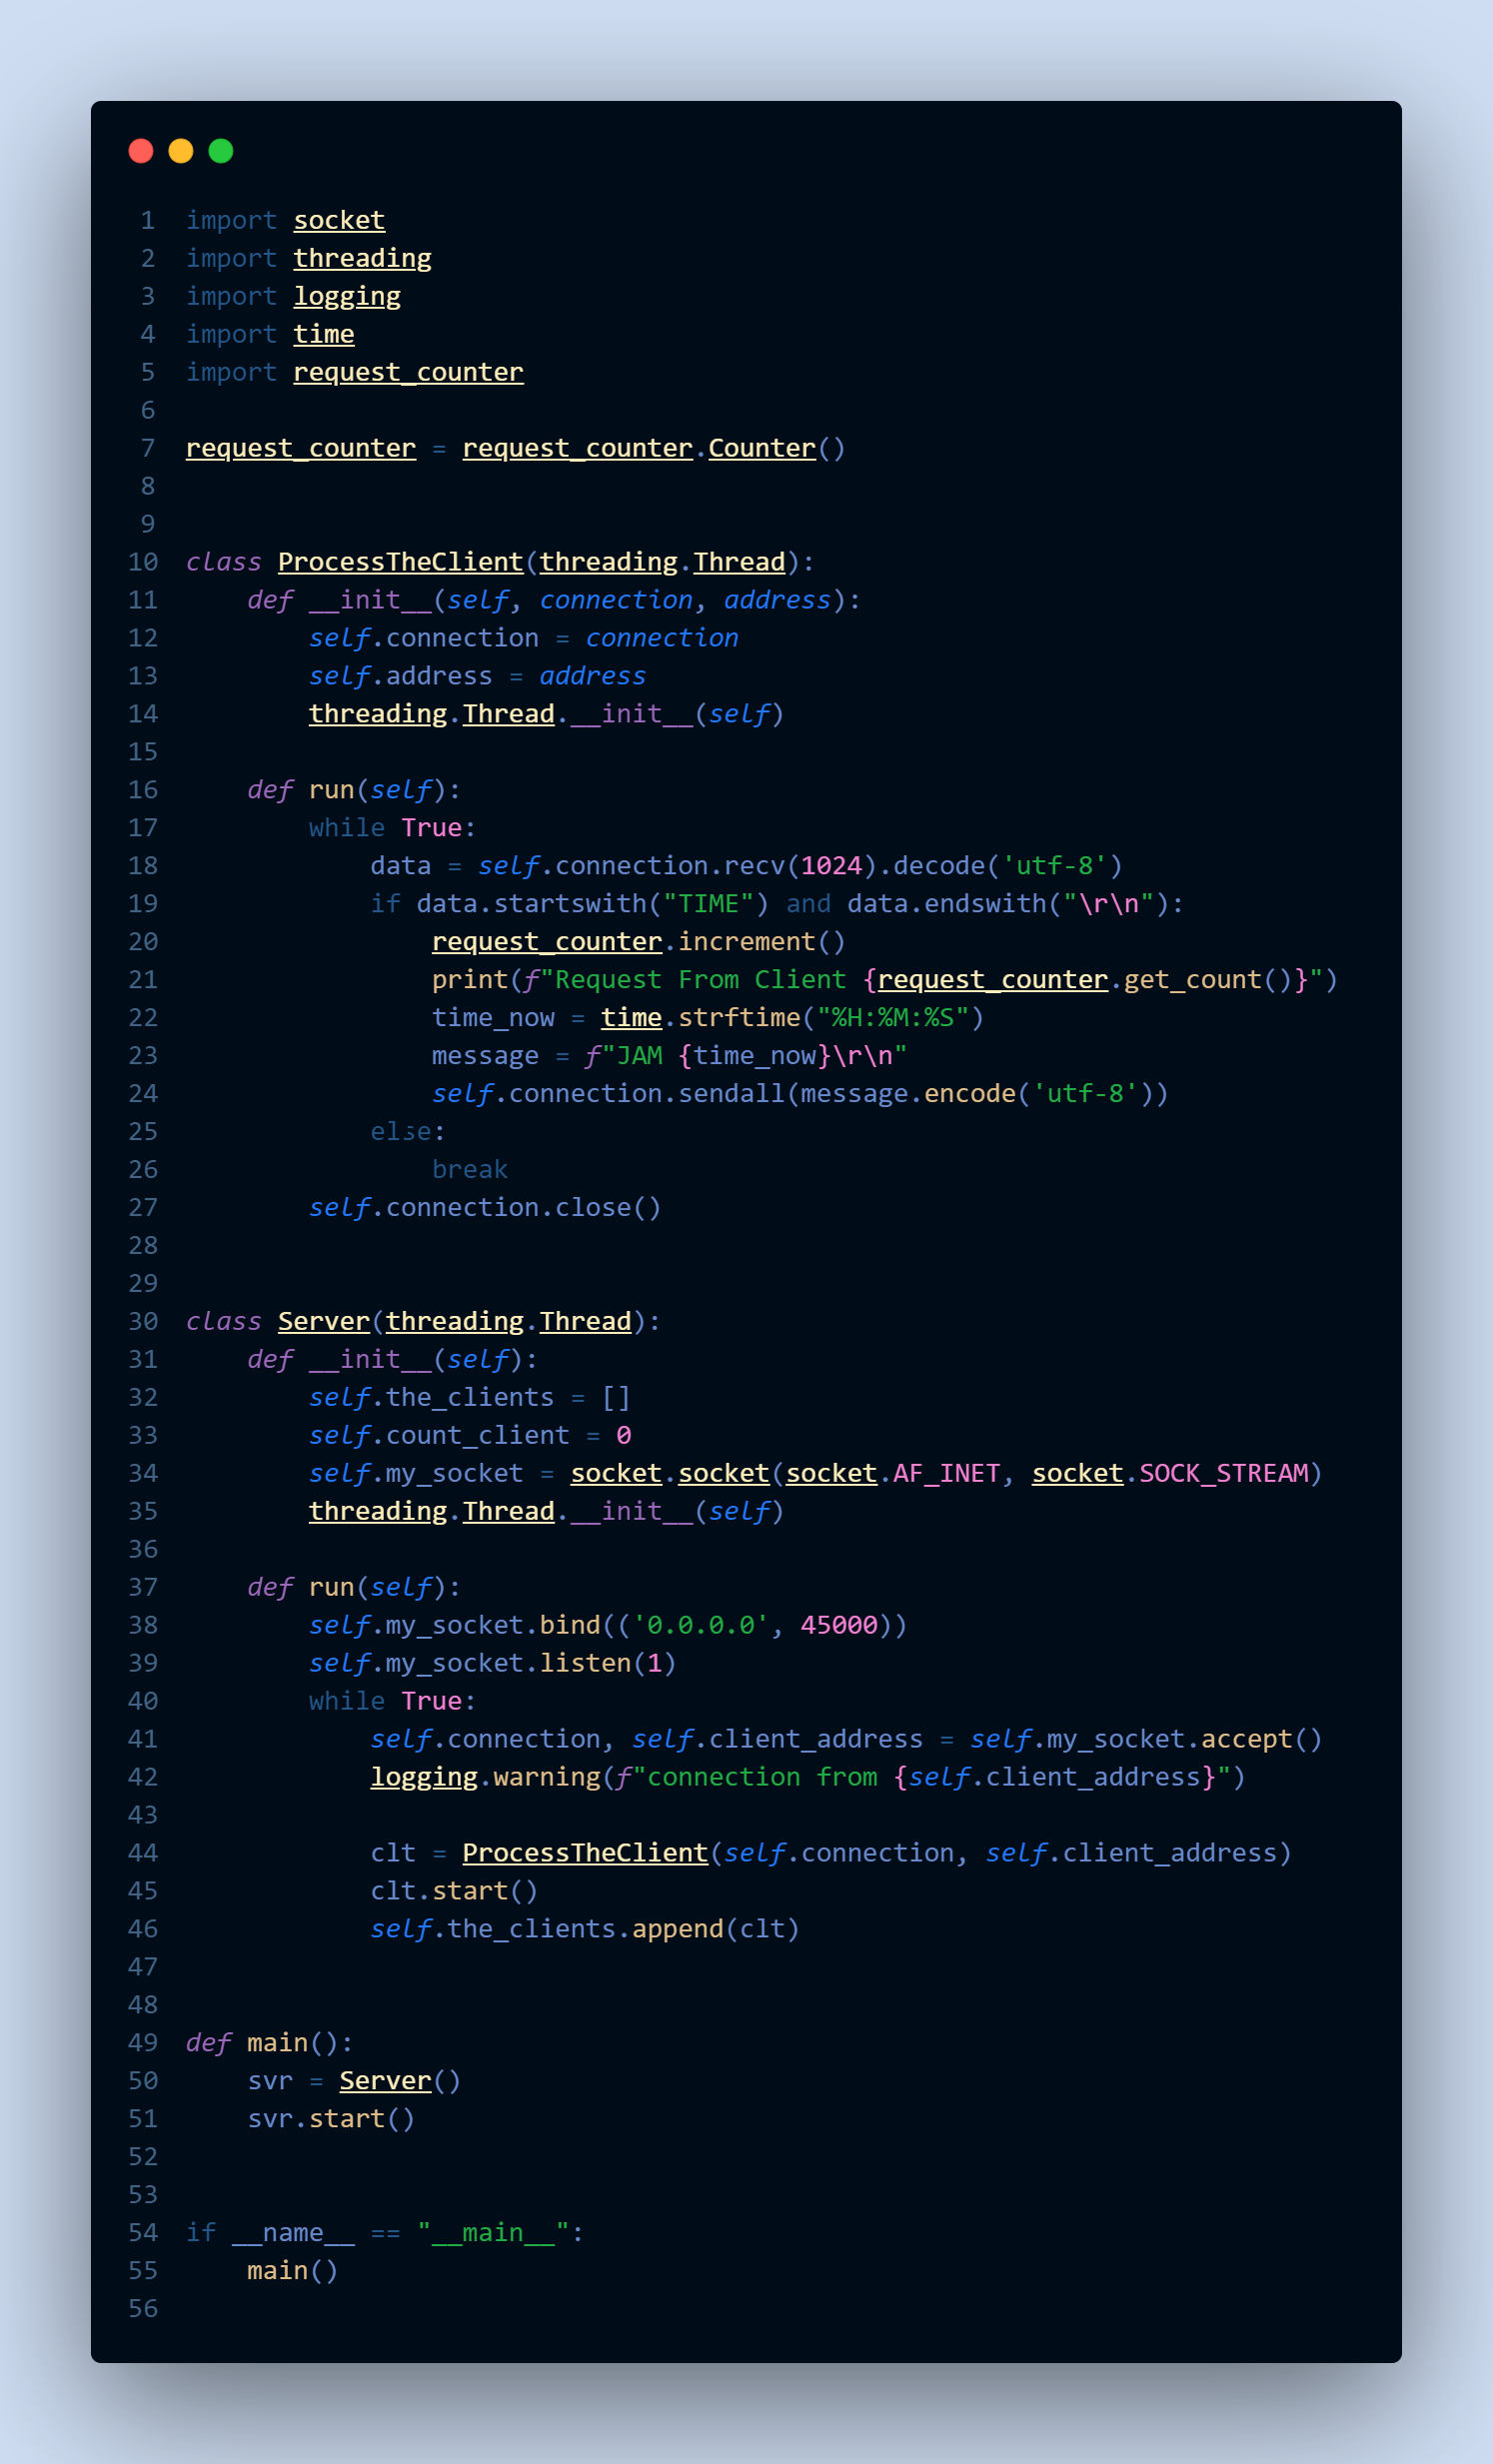 1 import socket
2 import threading
3 import logging
4 import time
5 import request_counter
6
7 request_counter = request_counter.Counter()
8
9
10 class ProcessTheClient(threading.Thread):
11     def __init__(self, connection, address):
12         self.connection = connection
13         self.address = address
14         threading.Thread.__init__(self)
15
16     def run(self):
17         while True:
18             data = self.connection.recv(1024).decode('utf-8')
19             if data.startswith("TIME") and data.endswith("\r\n"):
20                 request_counter.increment()
21                 print(f"Request From Client {request_counter.get_count()}")
22                 time_now = time.strftime("%H:%M:%S")
23                 message = f"JAM {time_now}\r\n"
24                 self.connection.sendall(message.encode('utf-8'))
25             else:
26                 break
27         self.connection.close()
28
29
30 class Server(threading.Thread):
31     def __init__(self):
32         self.the_clients = []
33         self.count_client = 0
34         self.my_socket = socket.socket(socket.AF_INET, socket.SOCK_STREAM)
35         threading.Thread.__init__(self)
36
37     def run(self):
38         self.my_socket.bind(('0.0.0.0', 45000))
39         self.my_socket.listen(1)
40         while True:
41             self.connection, self.client_address = self.my_socket.accept()
42             logging.warning(f"connection from {self.client_address}")
43
44             clt = ProcessTheClient(self.connection, self.client_address)
45             clt.start()
46             self.the_clients.append(clt)
47
48
49 def main():
50     svr = Server()
51     svr.start()
52
53
54 if __name__ == "__main__":
55     main()
56